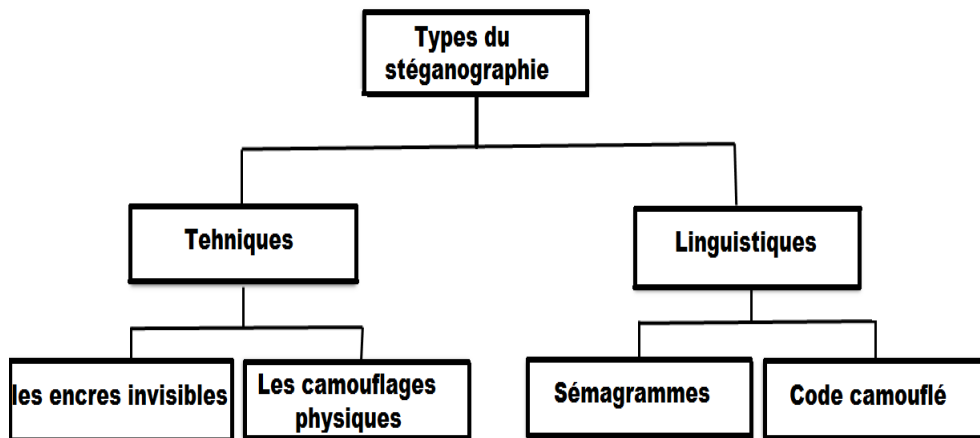 Types du
stéganographie
Tehniques
Linguistiques
les encres invisibles
Les camouflages
physiques
Sémagrammes
Code camouflé